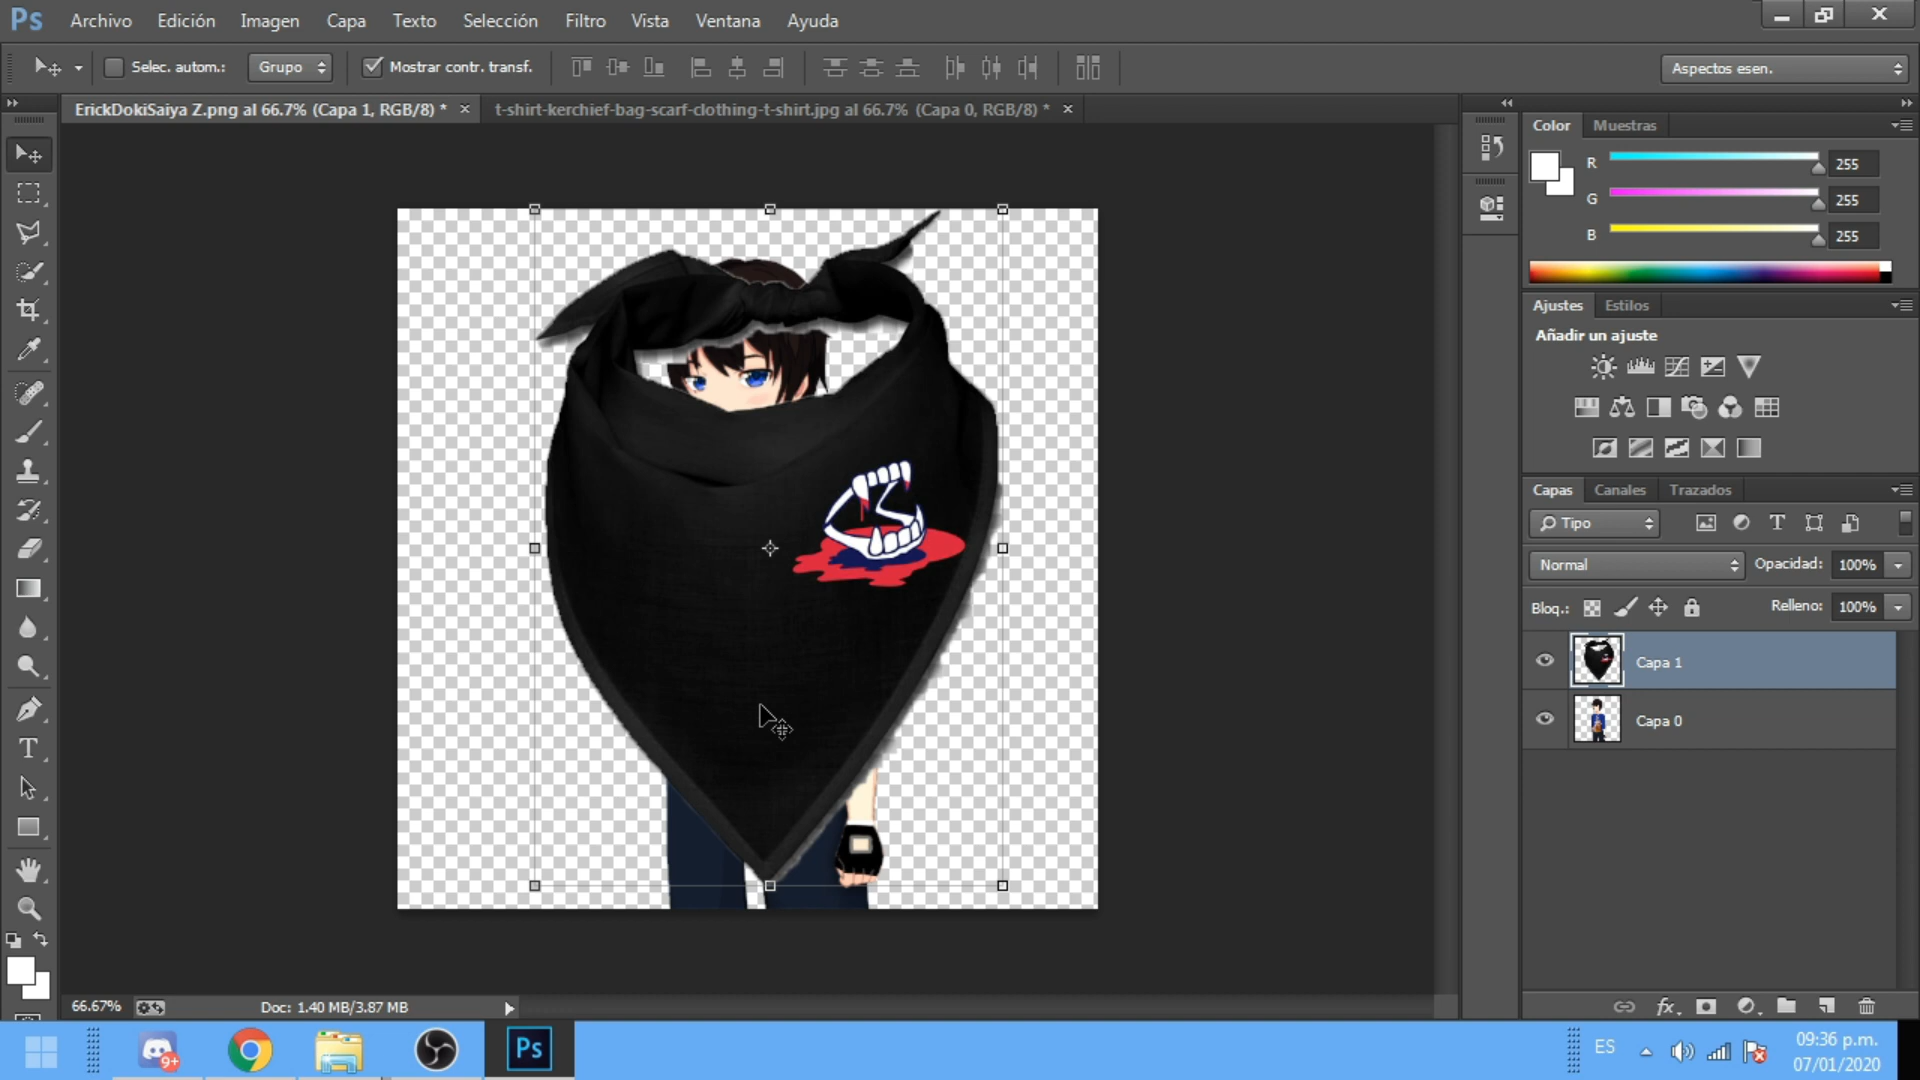 Ps Archivo Edición Imagen Capa Texto Selección Filtro Vista Ventana Ayuda
Selec. autom.: Grupo Mostrar contr. transf. Aspectos esen.
ErickDokiSaiya Z.png al 66.7% (Capa 1, RGB/8) * × t-shirt-kerchief-bag-scarf-clothing-t-shirt.jpg al 66.7% (Capa 0, RGB/8) * ×
Color Muestras
R 255
G 255
B 255
Ajustes Estilos
Añadir un ajuste
Capas Canales Trazados
Tipo
Normal Opacidad: 100%
Bloq.: Relleno: 100%
Capa 1
Capa 0
66.67% Doc: 1.40 MB/3.87 MB
9+ Ps ES 09:36 p.m.
07/01/2020